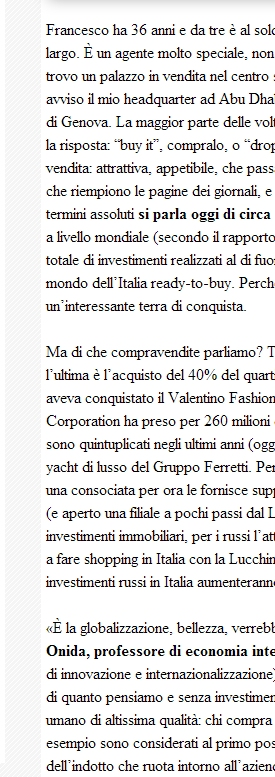 Francesco ha 36 anni e da tre è al sold
largo. È un agente molto speciale, non
trovo un palazzo in vendita nel centro
avviso il mio headquarter ad Abu Dha
di Genova. La maggior parte delle volt
la risposta: “buy it”, compralo, o “drop
vendita: attrattiva, appetibile, che pass
che riempiono le pagine dei giornali, e
termini assoluti si parla oggi di circa
a livello mondiale (secondo il rapporto
totale di investimenti realizzati al di fuo
mondo dell’Italia ready-to-buy. Perch
un’interessante terra di conquista.
Ma di che compravendite parliamo? T
l’ultima è l’acquisto del 40% del quart
aveva conquistato il Valentino Fashion
Corporation ha preso per 260 milioni
sono quintuplicati negli ultimi anni (ogg
yacht di lusso del Gruppo Ferretti. Per
una consociata per ora le fornisce supp
(e aperto una filiale a pochi passi dal L
investimenti immobiliari, per i russi l’att
a fare shopping in Italia con la Lucchin
investimenti russi in Italia aumenterann
«È la globalizzazione, bellezza, verrebb
Onida, professore di economia inte
di innovazione e internazionalizzazione)
di quanto pensiamo e senza investimen
umano di altissima qualità: chi compra
esempio sono considerati al primo pos
dell’indotto che ruota intorno all’azien